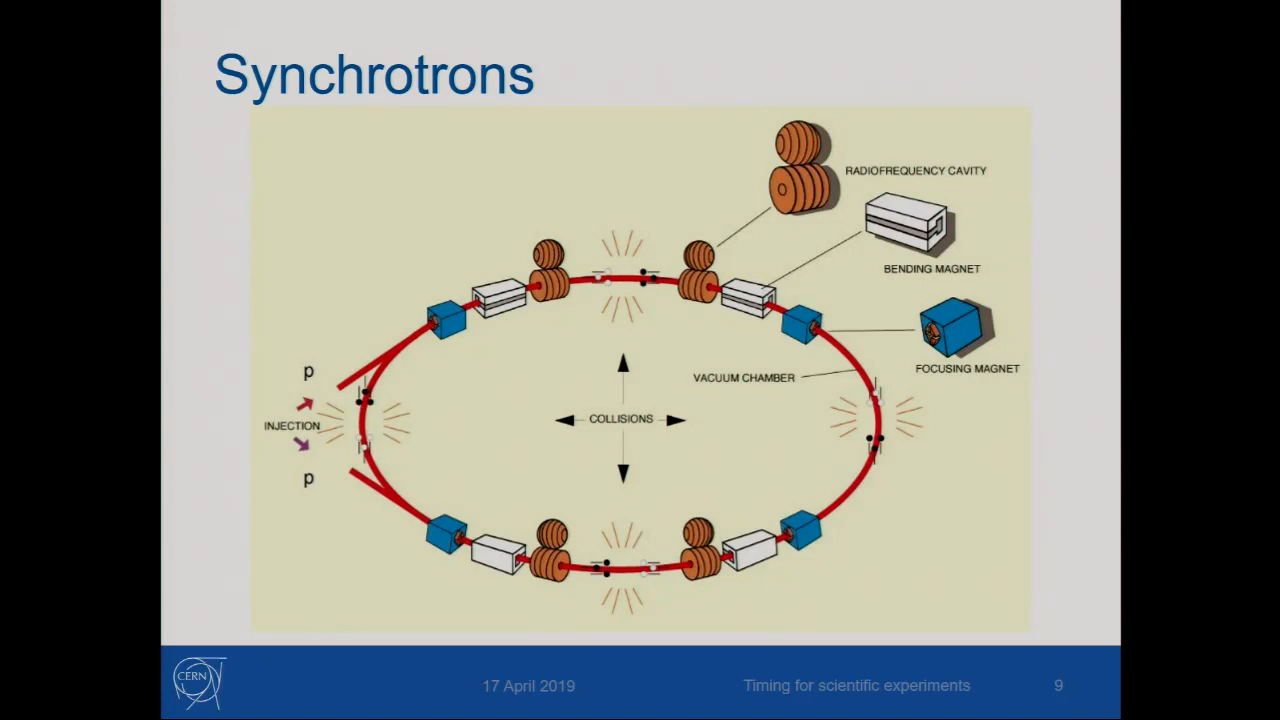 Synchrotrons
RADIOFREQUENCY CAVITY
BENDING MAGNET
FOCUSING MAGNET
VACUUM CHAMBER
p
INJECTION
p
COLLISIONS
CERN
17 April 2019
Timing for scientific experiments
9